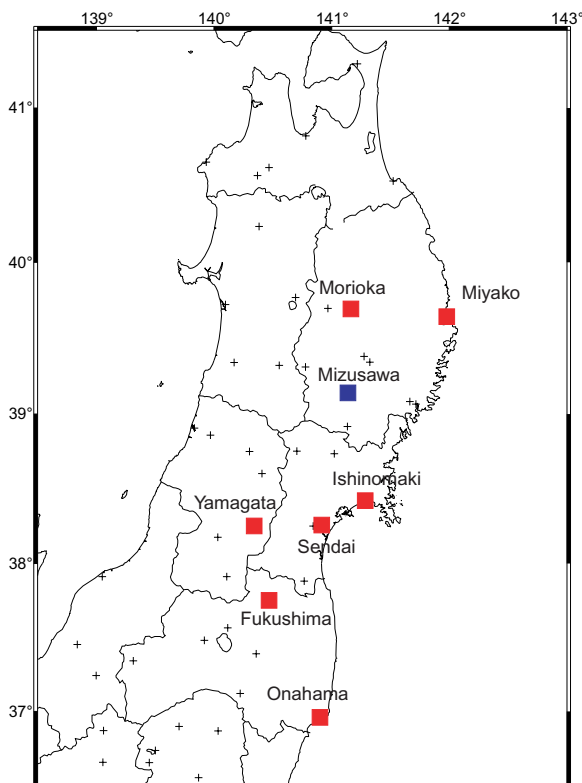 139° 140° 141° 142° 143°
41°
40°
Morioka Miyako
Mizusawa
39°
Ishinomaki
Yamagata
Sendai
38°
Fukushima
Onahama
37°